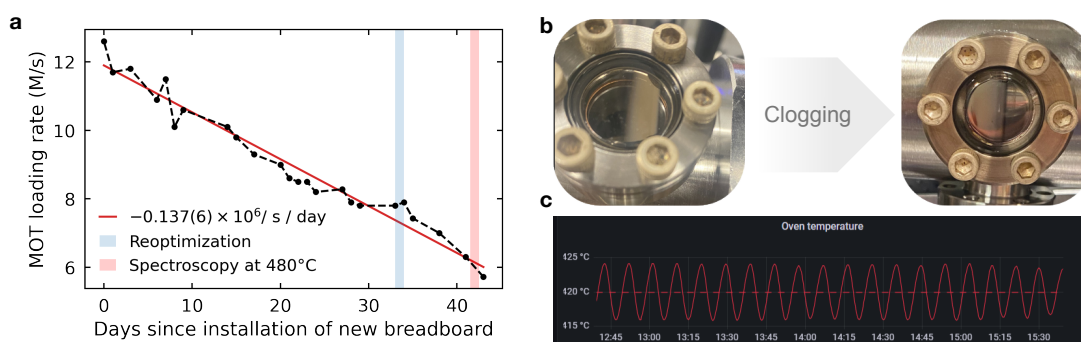 a
MOT loading rate (M/s)
12
10
8
6
−0.137(6) × 10⁶/ s / day
Reoptimization
Spectroscopy at 480°C
0
10
20
30
40
Days since installation of new breadboard
b
Clogging
c
Oven temperature
425 °C
420 °C
415 °C
12:45 13:00 13:15 13:30 13:45 14:00 14:15 14:30 14:45 15:00 15:15 15:30